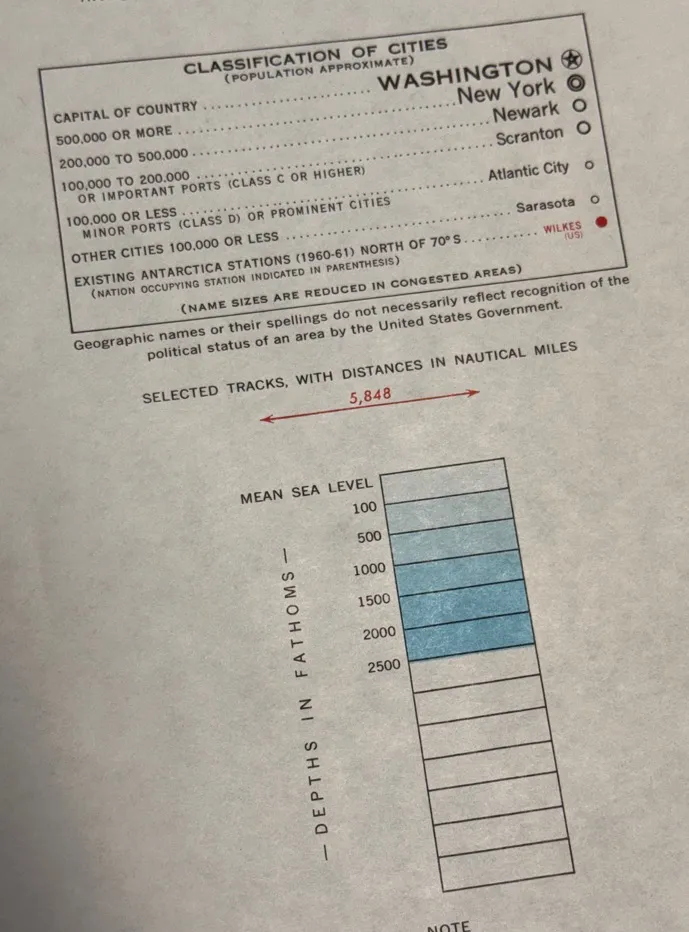 CLASSIFICATION OF CITIES
(POPULATION APPROXIMATE)
CAPITAL OF COUNTRY ........................ WASHINGTON
500,000 OR MORE ........................................ New York
200,000 TO 500,000 ........................................ Newark
100,000 TO 200,000 ........................................ Scranton
OR IMPORTANT PORTS (CLASS C OR HIGHER)
100,000 OR LESS ........................................ Atlantic City
MINOR PORTS (CLASS D) OR PROMINENT CITIES
OTHER CITIES 100,000 OR LESS ................................ Sarasota
EXISTING ANTARCTICA STATIONS (1960-61) NORTH OF 70° S........... WILKES
(US)
(NATION OCCUPYING STATION INDICATED IN PARENTHESIS)
(NAME SIZES ARE REDUCED IN CONGESTED AREAS)
Geographic names or their spellings do not necessarily reflect recognition of the
political status of an area by the United States Government.
SELECTED TRACKS, WITH DISTANCES IN NAUTICAL MILES
5,848
MEAN SEA LEVEL
100
500
1000
1500
2000
2500
—DEPTHS IN FATHOMS—
NOTE